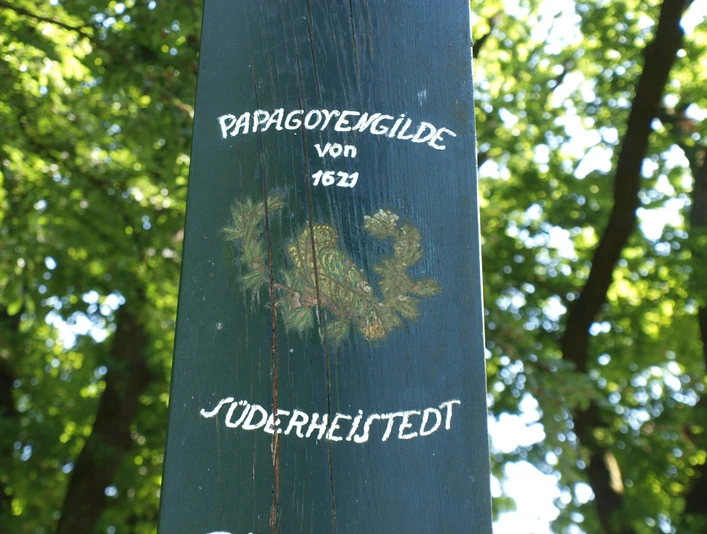 PAPAGOYENGiLDE
von
1621
SÜDERHEiSTEDT